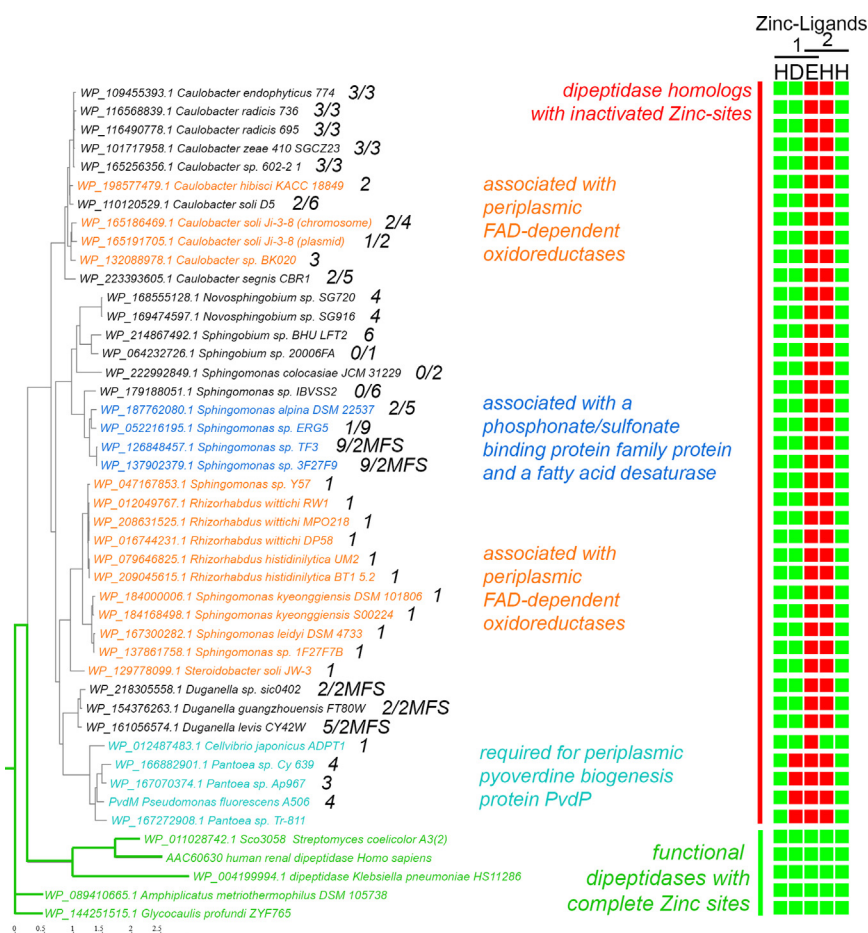 Zinc-Ligands
1 2
HDEHH
WP_109455393.1 Caulobacter endophyticus 774 3/3
WP_116568839.1 Caulobacter radicis 736 3/3
WP_116490778.1 Caulobacter radicis 695 3/3
WP_101717958.1 Caulobacter zeae 410 SGCZ23 3/3
WP_165256356.1 Caulobacter sp. 602-2 1 3/3
WP_198577479.1 Caulobacter hibisci KACC 18849 2
WP_110120529.1 Caulobacter soli D5 2/6
WP_165186469.1 Caulobacter soli Ji-3-8 (chromosome) 2/4
WP_165191705.1 Caulobacter soli Ji-3-8 (plasmid) 1/2
WP_132088978.1 Caulobacter sp. BK020 3
WP_223393605.1 Caulobacter segnis CBR1 2/5
WP_168555128.1 Novosphingobium sp. SG720 4
WP_169474597.1 Novosphingobium sp. SG916 4
WP_214867492.1 Sphingobium sp. BHU LFT2 6
WP_064232726.1 Sphingobium sp. 20006FA 0/1
WP_222992849.1 Sphingomonas colocasiae JCM 31229 0/2
WP_179188051.1 Sphingomonas sp. IBVSS2 0/6
WP_187762080.1 Sphingomonas alpina DSM 22537 2/5
WP_052216195.1 Sphingomonas sp. ERG5 1/9
WP_126848457.1 Sphingomonas sp. TF3 9/2MFS
WP_137902379.1 Sphingomonas sp. 3F27F9 9/2MFS
WP_047167853.1 Sphingomonas sp. Y57 1
WP_012049767.1 Rhizorhabdus wittichi RW1 1
WP_208631525.1 Rhizorhabdus wittichi MPO218 1
WP_016744231.1 Rhizorhabdus wittichi DP58 1
WP_079646825.1 Rhizorhabdus histidinilytica UM2 1
WP_209045615.1 Rhizorhabdus histidinilytica BT1 5.2 1
WP_184000006.1 Sphingomonas kyeonggiensis DSM 101806 1
WP_184168498.1 Sphingomonas kyeonggiensis S00224 1
WP_167300282.1 Sphingomonas leidyi DSM 4733 1
WP_137861758.1 Sphingomonas sp. 1F27F7B 1
WP_129778099.1 Steroidobacter soli JW-3 1
WP_218305558.1 Duganella sp. sic0402 2/2MFS
WP_154376263.1 Duganella guangzhouensis FT80W 2/2MFS
WP_161056574.1 Duganella levis CY42W 5/2MFS
WP_012487483.1 Cellvibrio japonicus ADPT1 1
WP_166882901.1 Pantoea sp. Cy 639 4
WP_167070374.1 Pantoea sp. Ap967 3
PvdM Pseudomonas fluorescens A506 4
WP_167272908.1 Pantoea sp. Tr-811
WP_011028742.1 Sco3058 Streptomyces coelicolor A3(2)
AAC60630 human renal dipeptidase Homo sapiens
WP_004199994.1 dipeptidase Klebsiella pneumoniae HS11286
WP_089410665.1 Amphiplicatus metriothermophilus DSM 105738
WP_144251515.1 Glycocaulis profundi ZYF765
0 0.5 1 1.5 2 2.5
dipeptidase homologs
with inactivated Zinc-sites
associated with
periplasmic
FAD-dependent
oxidoreductases
associated with a
phosphonate/sulfonate
binding protein family protein
and a fatty acid desaturase
associated with
periplasmic
FAD-dependent
oxidoreductases
required for periplasmic
pyoverdine biogenesis
protein PvdP
functional
dipeptidases with
complete Zinc sites